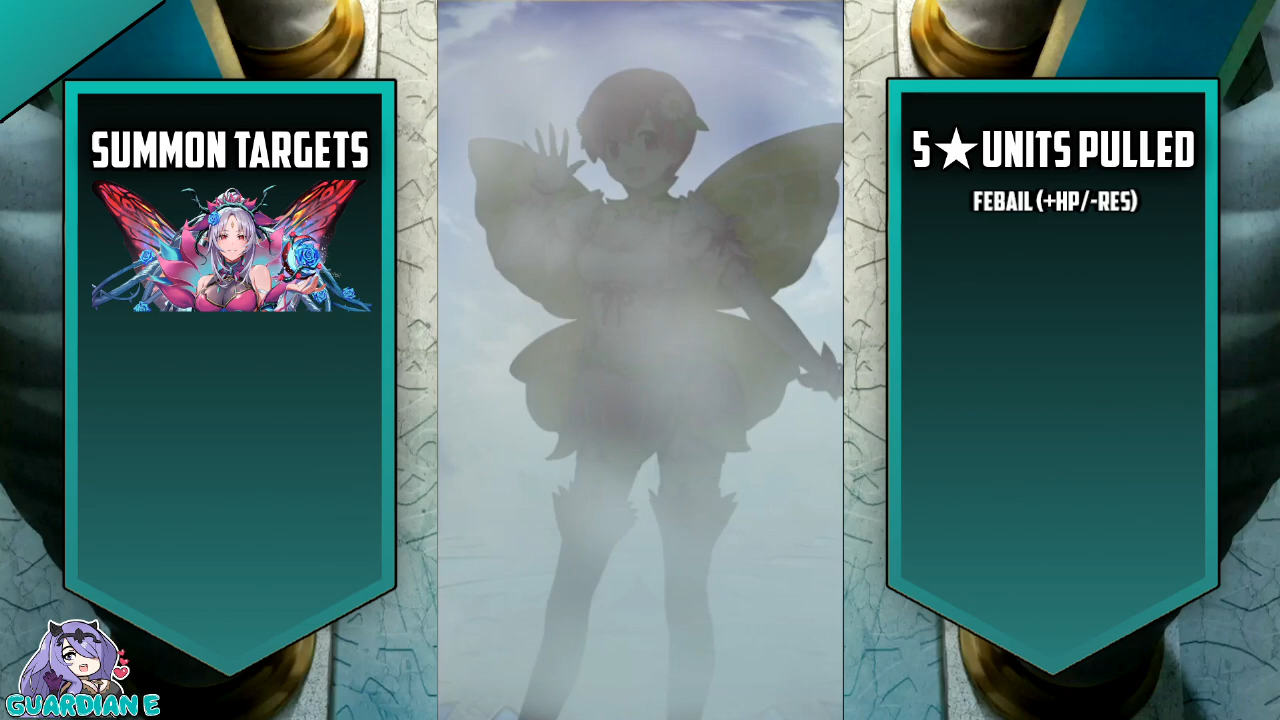 SUMMON TARGETS
5★UNITS PULLED
FEBAIL (+HP/-RES)
GUARDIAN E